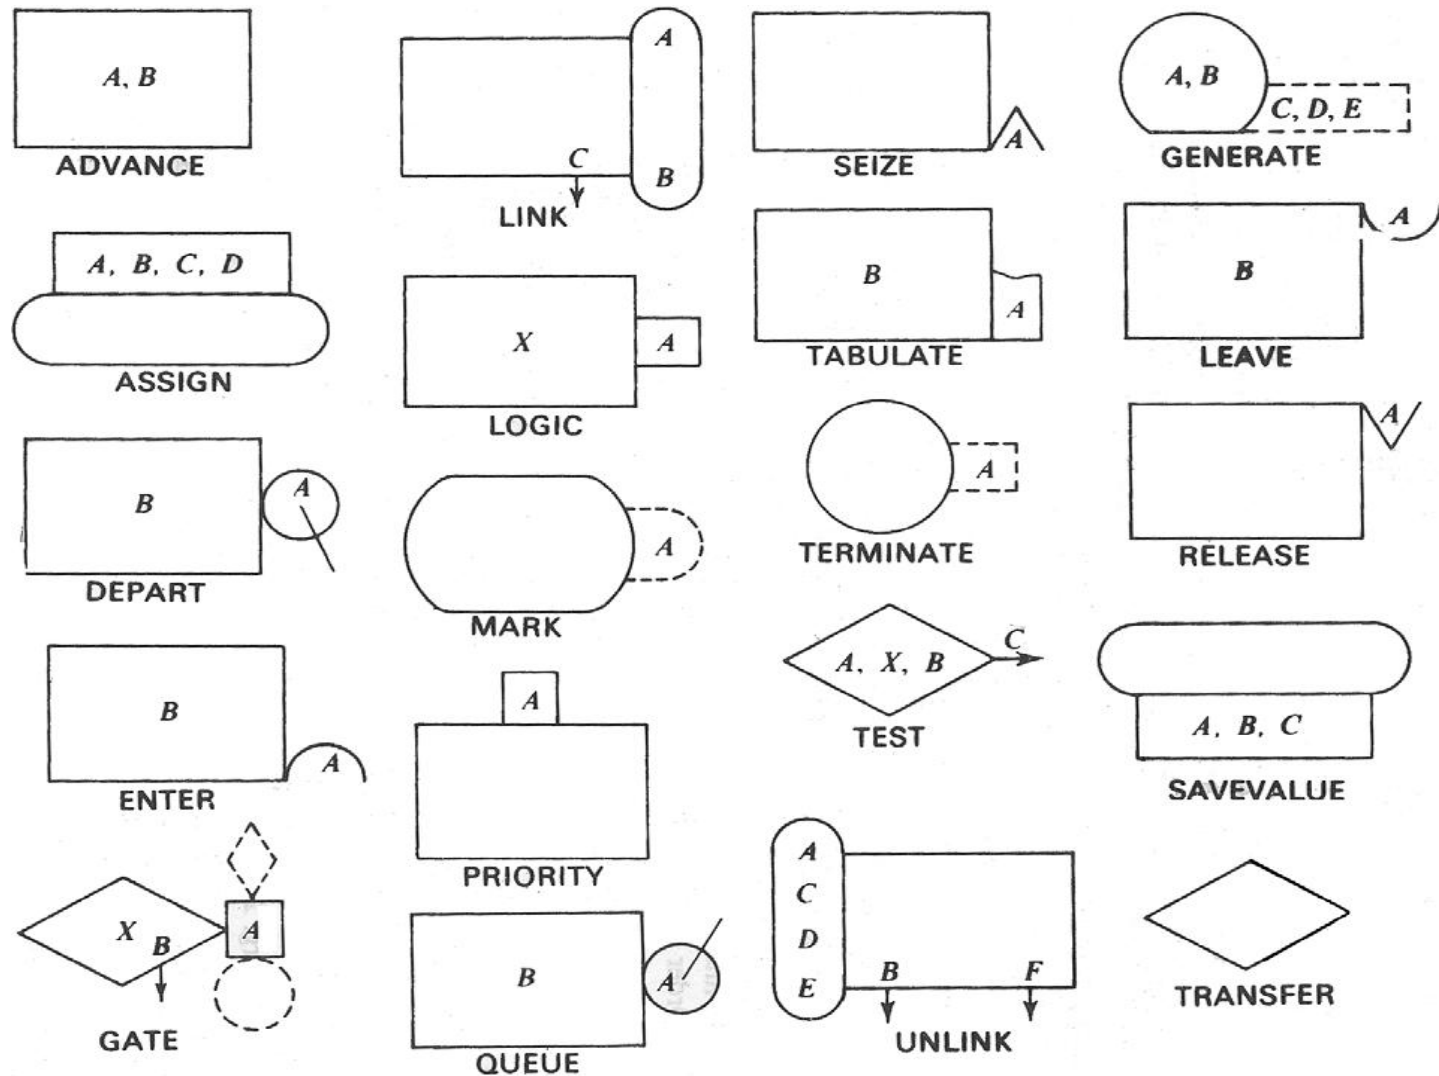 A, B
ADVANCE
A, B, C, D
ASSIGN
B
A
DEPART
B
A
ENTER
X
B
A
GATE
A
C
B
LINK
X
A
LOGIC
A
MARK
A
PRIORITY
B
A
QUEUE
A
SEIZE
B
A
TABULATE
A
TERMINATE
C
A, X, B
TEST
A
C
D
E
B
F
UNLINK
A, B
C, D, E
GENERATE
A
B
LEAVE
A
RELEASE
A, B, C
SAVEVALUE
TRANSFER